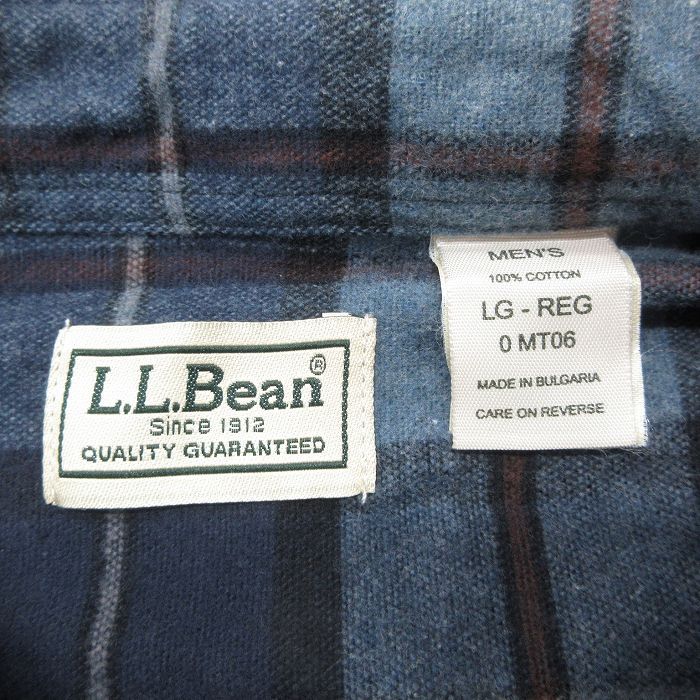 L.L.Bean®
Since 1912
QUALITY GUARANTEED
MEN'S
100% COTTON
LG - REG
0 MT06
MADE IN BULGARIA
CARE ON REVERSE